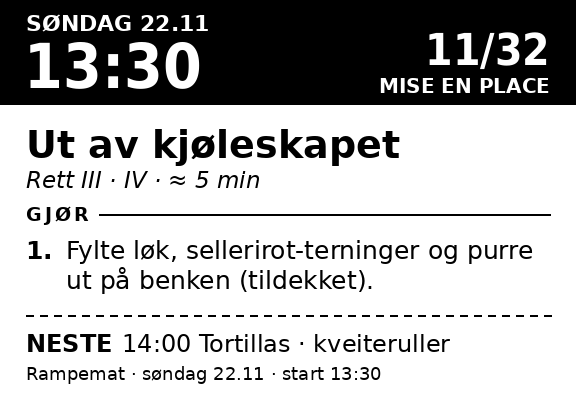 SØNDAG 22.11
13:30
11/32
MISE EN PLACE
Ut av kjøleskapet
Rett III · IV · ≈ 5 min
GJØR
1. Fylte løk, sellerirot-terninger og purre
ut på benken (tildekket).
NESTE 14:00 Tortillas · kveiteruller
Rampemat · søndag 22.11 · start 13:30